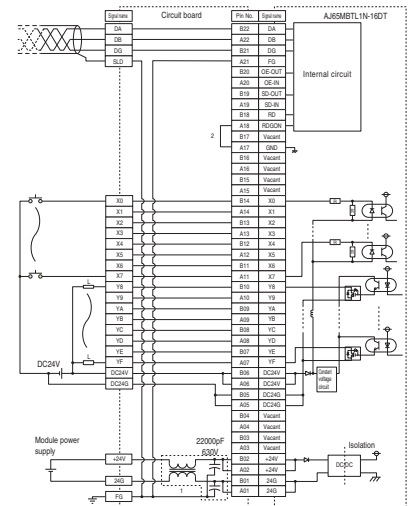 Signal name Circuit board Pin No. Signal name AJ65MBTL1N-16DT
DA B22 DA
DB B22 DB
DG B21 DG
SLD A21 FG
B20 OE-OUT
A20 OE-IN
B19 SD-OUT
A19 SD-IN
B18 RD
A18 RDGON
B17 Vacant
A17 GND
B16 Vacant
A16 Vacant
B15 Vacant
A15 Vacant
Internal circuit
2
X0 B14 X0
X1 A14 X1
X2 B13 X2
X3 A13 X3
X4 B12 X4
X5 A12 X5
X6 B11 X6
X7 A11 X7
L Y8 B10 Y8
Y9 A10 Y9
YA B09 YA
YB A09 YB
YC B08 YC
YD A08 YD
YE B07 YE
L YF A07 YF
DC24V
DC24V B06 DC24V
DC24G A06 DC24V
B05 DC24G
A05 DC24G
Constant
voltage
circuit
B04 Vacant
A04 Vacant
B03 Vacant
A03 Vacant
Module power
supply
22000pF
630V
Isolation
+24V B02 +24V
A02 +24V
24G B01 24G
A01 24G
DC/DC
1
FG